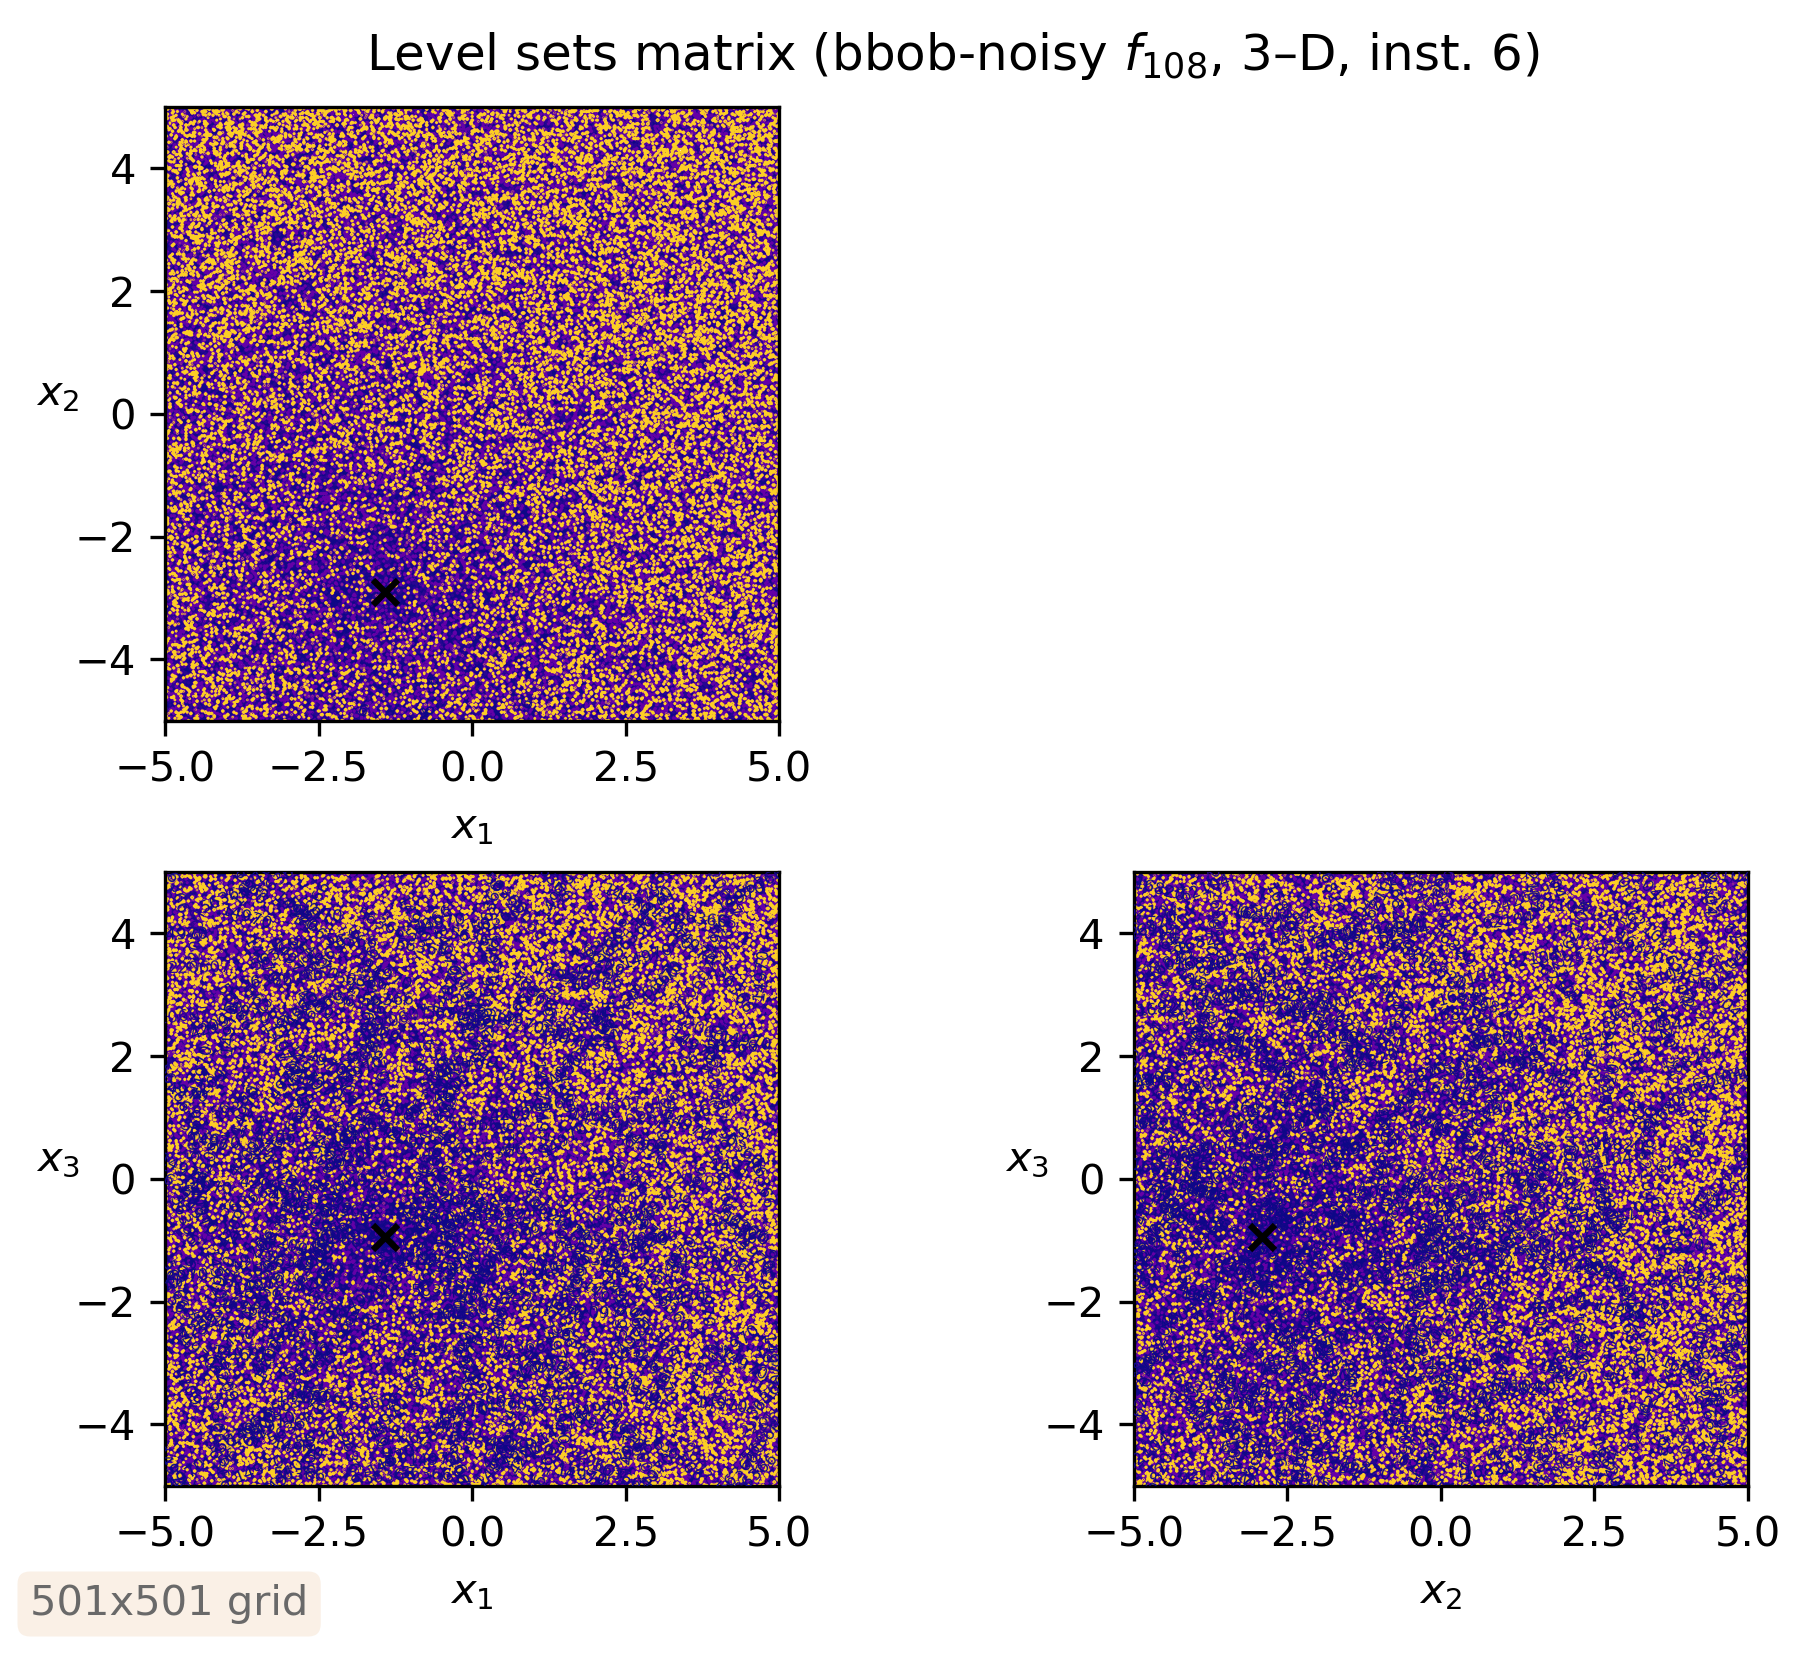 Level sets matrix (bbob-noisy f₁₀₈, 3–D, inst. 6)
4
2
x₂ 0
−2
−4
−5.0 −2.5 0.0 2.5 5.0
x₁
4 4
2 2
x₃ 0 x₃ 0
−2 −2
−4 −4
−5.0 −2.5 0.0 2.5 5.0 −5.0 −2.5 0.0 2.5 5.0
501x501 grid x₁ x₂